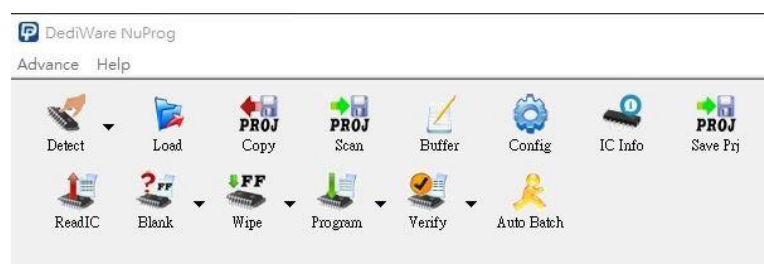 DediWare NuProg
Advance Help
PROJ PROJ PROJ
Detect Load Copy Scan Buffer Config IC Info Save Prj
? FF FF
ReadIC Blank Wipe Program Verify Auto Batch